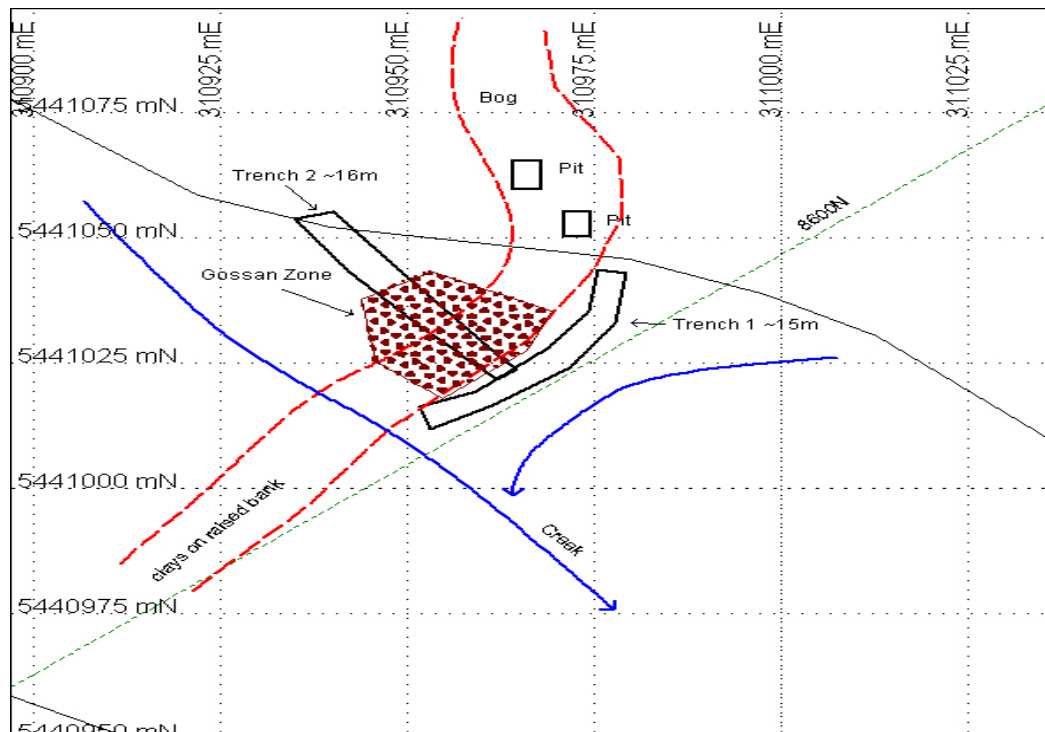 310900 mE
310925 mE
310950 mE
310975 mE
311000 mE
311025 mE
5441075 mN
Bog
Trench 2 ~16m
Pit
8600N
Pit
5441050 mN
Gossan Zone
Trench 1 ~15m
5441025 mN
5441000 mN
clays on raised bank
Creek
5440975 mN
5440950 mN